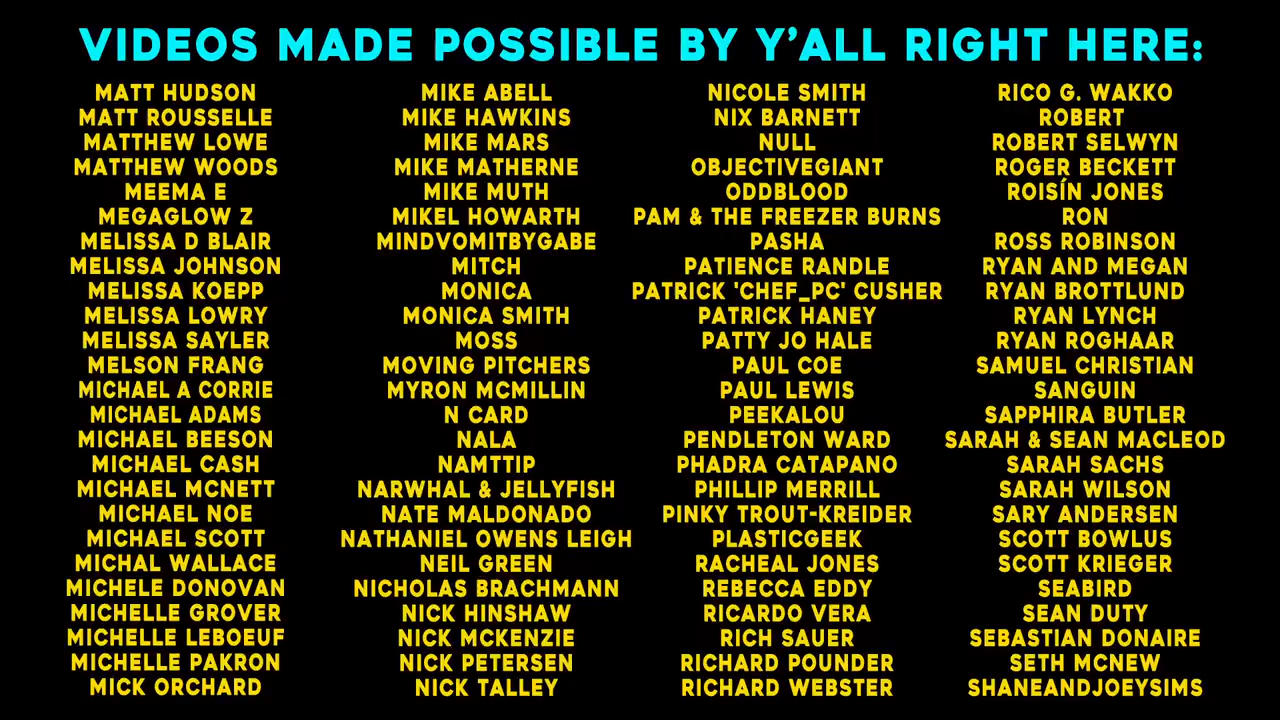 VIDEOS MADE POSSIBLE BY Y’ALL RIGHT HERE:
MATT HUDSON
MATT ROUSSELLE
MATTHEW LOWE
MATTHEW WOODS
MEEMA E
MEGAGLOW Z
MELISSA D BLAIR
MELISSA JOHNSON
MELISSA KOEPP
MELISSA LOWRY
MELISSA SAYLER
MELSON FRANG
MICHAEL A CORRIE
MICHAEL ADAMS
MICHAEL BEESON
MICHAEL CASH
MICHAEL MCNETT
MICHAEL NOE
MICHAEL SCOTT
MICHAL WALLACE
MICHELE DONOVAN
MICHELLE GROVER
MICHELLE LEBOEUF
MICHELLE PAKRON
MICK ORCHARD
MIKE ABELL
MIKE HAWKINS
MIKE MARS
MIKE MATHERNE
MIKE MUTH
MIKEL HOWARTH
MINDVOMITBYGABE
MITCH
MONICA
MONICA SMITH
MOSS
MOVING PITCHERS
MYRON MCMILLIN
N CARD
NALA
NAMTTIP
NARWHAL & JELLYFISH
NATE MALDONADO
NATHANIEL OWENS LEIGH
NEIL GREEN
NICHOLAS BRACHMANN
NICK HINSHAW
NICK MCKENZIE
NICK PETERSEN
NICK TALLEY
NICOLE SMITH
NIX BARNETT
NULL
OBJECTIVEGIANT
ODDBLOOD
PAM & THE FREEZER BURNS
PASHA
PATIENCE RANDLE
PATRICK 'CHEF_PC' CUSHER
PATRICK HANEY
PATTY JO HALE
PAUL COE
PAUL LEWIS
PEEKALOU
PENDLETON WARD
PHADRA CATAPANO
PHILLIP MERRILL
PINKY TROUT-KREIDER
PLASTICGEEK
RACHEAL JONES
REBECCA EDDY
RICARDO VERA
RICH SAUER
RICHARD POUNDER
RICHARD WEBSTER
RICO G. WAKKO
ROBERT
ROBERT SELWYN
ROGER BECKETT
ROISÍN JONES
RON
ROSS ROBINSON
RYAN AND MEGAN
RYAN BROTTLUND
RYAN LYNCH
RYAN ROGHAAR
SAMUEL CHRISTIAN
SANGUIN
SAPPHIRA BUTLER
SARAH & SEAN MACLEOD
SARAH SACHS
SARAH WILSON
SARY ANDERSEN
SCOTT BOWLUS
SCOTT KRIEGER
SEABIRD
SEAN DUTY
SEBASTIAN DONAIRE
SETH MCNEW
SHANEANDJOEYSIMS